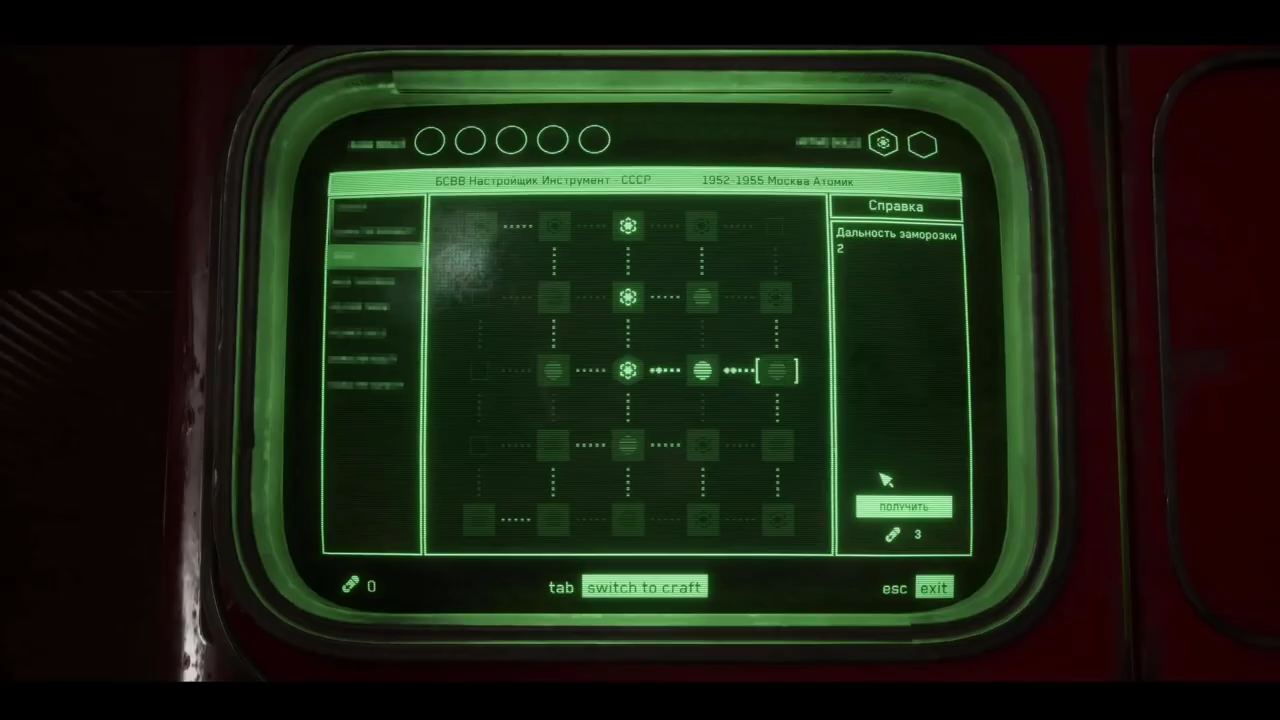 БСВВ Настройщик Инструмент - СССР 1952-1955 Москва Атомик
Справка
Дальность заморозки
2
получить
3
0
tab switch to craft
esc exit